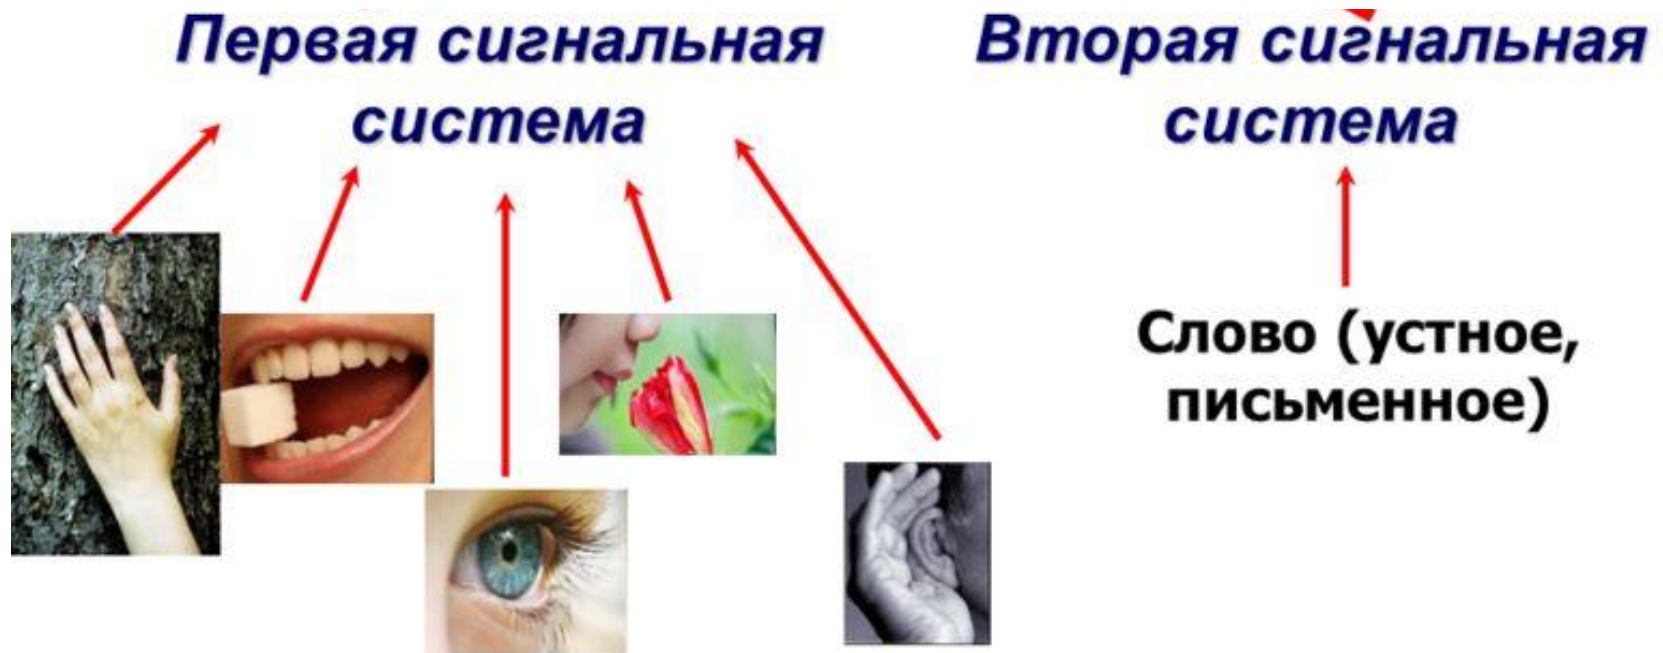 Первая сигнальная
система
Вторая сигнальная
система
Слово (устное,
письменное)